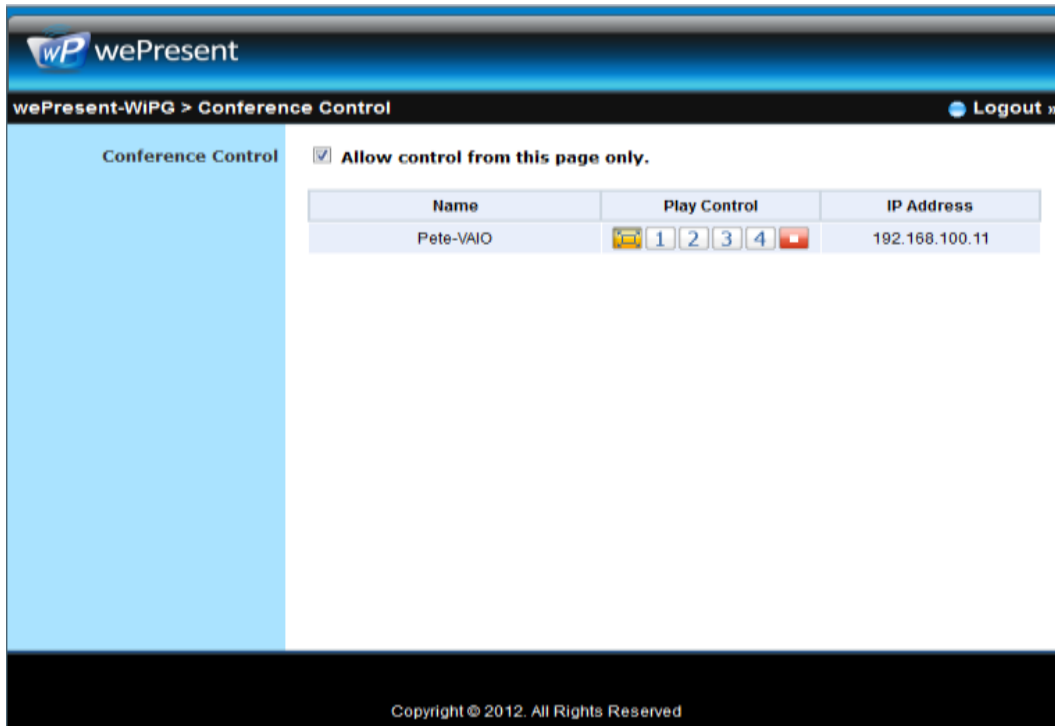 wP wePresent
wePresent-WiPG > Conference Control
Logout »
Conference Control
Allow control from this page only.
Name Play Control IP Address
Pete-VAIO 1 2 3 4 192.168.100.11
Copyright © 2012. All Rights Reserved